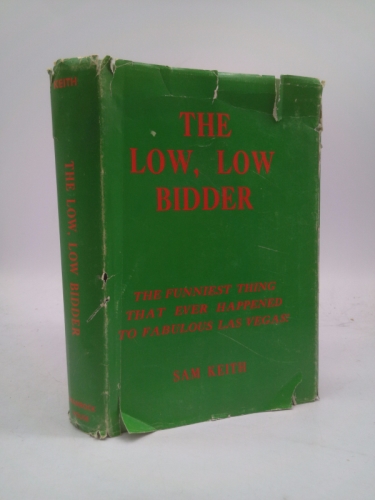 KEITH
THE LOW, LOW BIDDER
THE
LOW, LOW
BIDDER
THE FUNNIEST THING
THAT EVER HAPPENED
TO FABULOUS LAS VEGAS
SAM KEITH